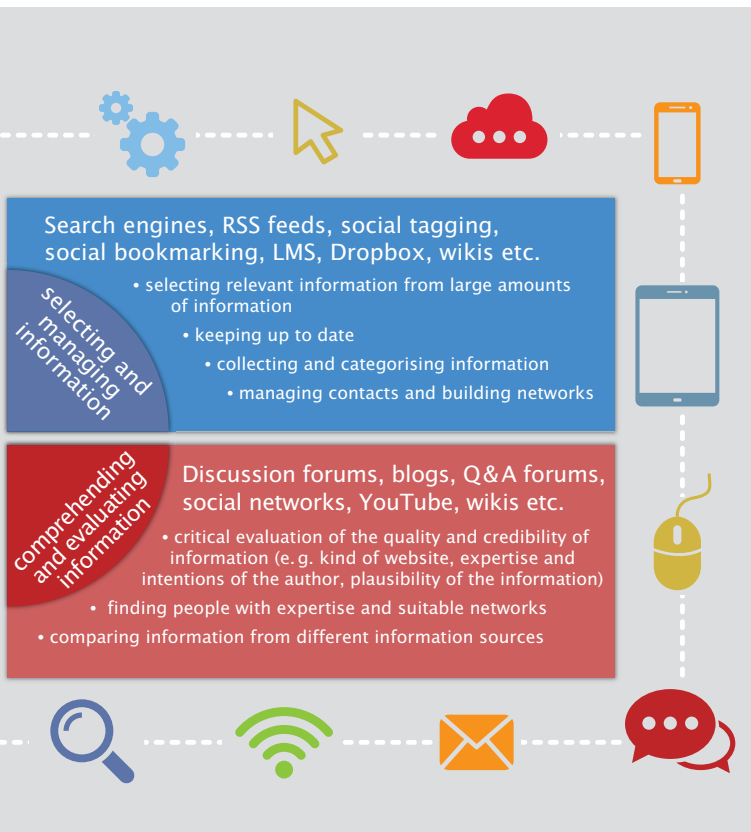 Search engines, RSS feeds, social tagging,
social bookmarking, LMS, Dropbox, wikis etc.
selecting and
managing
information
• selecting relevant information from large amounts
of information
• keeping up to date
• collecting and categorising information
• managing contacts and building networks
comprehending
and evaluating
information
Discussion forums, blogs, Q&A forums,
social networks, YouTube, wikis etc.
• critical evaluation of the quality and credibility of
information (e. g. kind of website, expertise and
intentions of the author, plausibility of the information)
• finding people with expertise and suitable networks
• comparing information from different information sources